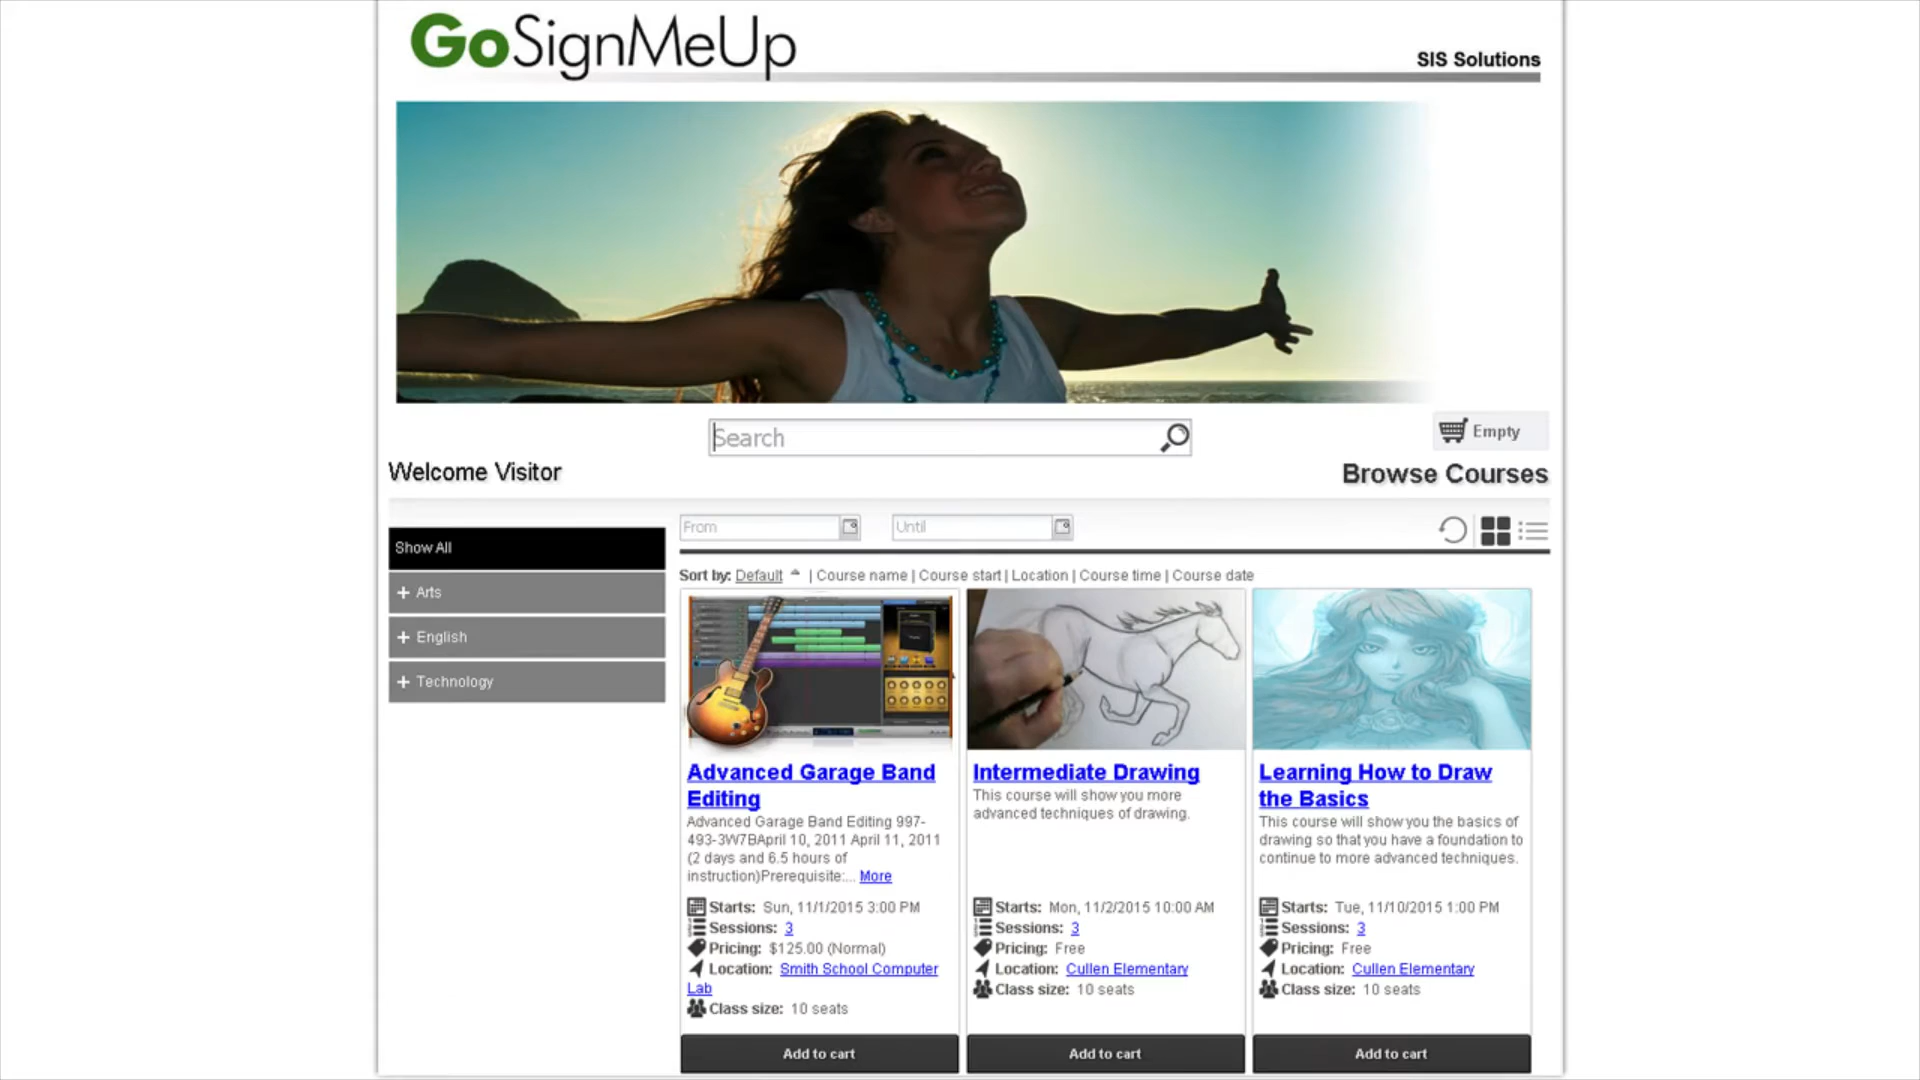 GoSignMeUp
SIS Solutions
Search
Empty
Welcome Visitor
Browse Courses
From
Until
Show All
+ Arts
+ English
+ Technology
Sort by: Default | Course name | Course start | Location | Course time | Course date
Advanced Garage Band
Editing
Advanced Garage Band Editing 997-
493-3W7BApril 10, 2011 April 11, 2011
(2 days and 6.5 hours of
instruction)Prerequisite:... More
Starts: Sun, 11/1/2015 3:00 PM
Sessions: 3
Pricing: $125.00 (Normal)
Location: Smith School Computer
Lab
Class size: 10 seats
Add to cart
Intermediate Drawing
This course will show you more
advanced techniques of drawing.
Starts: Mon, 11/2/2015 10:00 AM
Sessions: 3
Pricing: Free
Location: Cullen Elementary
Class size: 10 seats
Add to cart
Learning How to Draw
the Basics
This course will show you the basics of
drawing so that you have a foundation to
continue to more advanced techniques.
Starts: Tue, 11/10/2015 1:00 PM
Sessions: 3
Pricing: Free
Location: Cullen Elementary
Class size: 10 seats
Add to cart